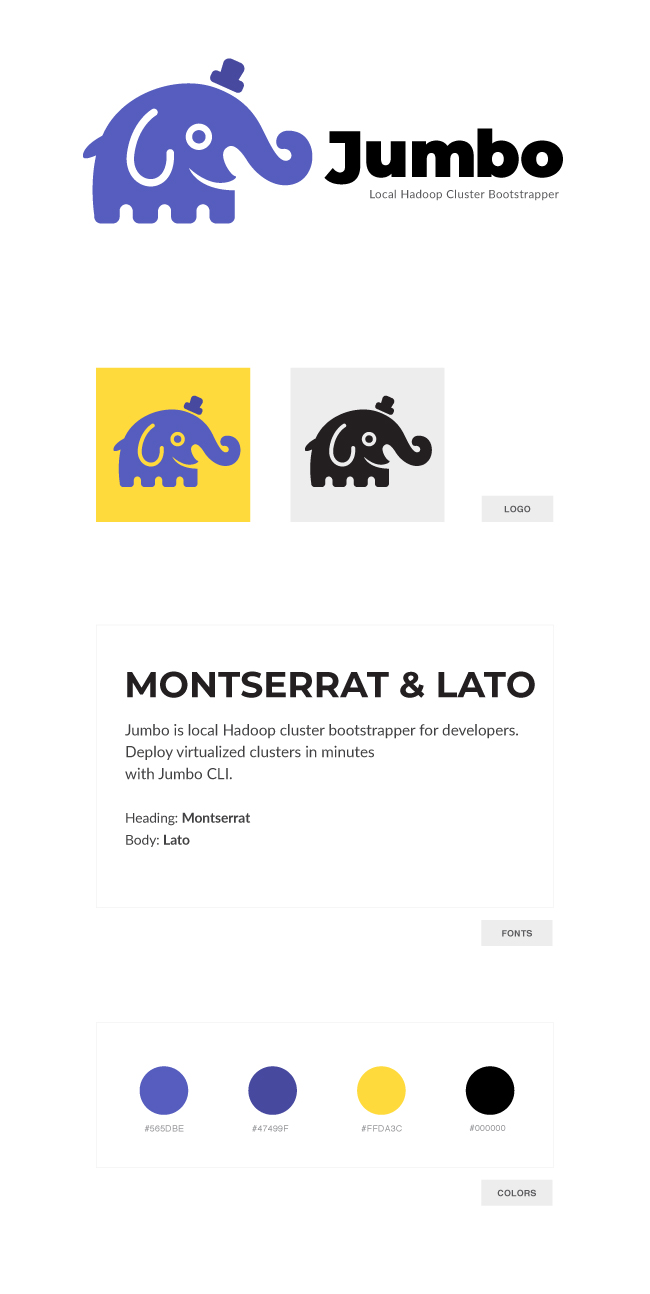 Jumbo
Local Hadoop Cluster Bootstrapper
LOGO
MONTSERRAT & LATO
Jumbo is local Hadoop cluster bootstrapper for developers.
Deploy virtualized clusters in minutes
with Jumbo CLI.
Heading: Montserrat
Body: Lato
FONTS
#565DBE #47499F #FFDA3C #000000
COLORS